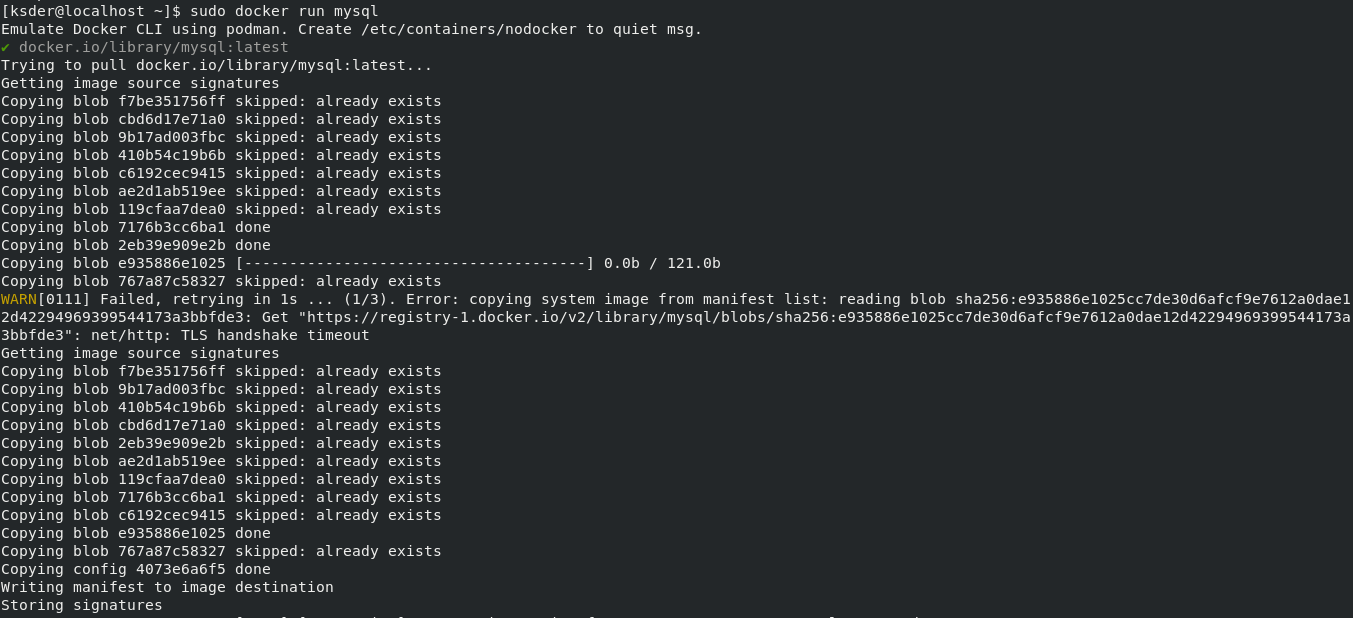 [ksder@localhost ~]$ sudo docker run mysql
Emulate Docker CLI using podman. Create /etc/containers/nodocker to quiet msg.
✔ docker.io/library/mysql:latest
Trying to pull docker.io/library/mysql:latest...
Getting image source signatures
Copying blob f7be351756ff skipped: already exists
Copying blob cbd6d17e71a0 skipped: already exists
Copying blob 9b17ad003fbc skipped: already exists
Copying blob 410b54c19b6b skipped: already exists
Copying blob c6192cec9415 skipped: already exists
Copying blob ae2d1ab519ee skipped: already exists
Copying blob 119cfaa7dea0 skipped: already exists
Copying blob 7176b3cc6ba1 done
Copying blob 2eb39e909e2b done
Copying blob e935886e1025 [--------------------------------------] 0.0b / 121.0b
Copying blob 767a87c58327 skipped: already exists
WARN[0111] Failed, retrying in 1s ... (1/3). Error: copying system image from manifest list: reading blob sha256:e935886e1025cc7de30d6afcf9e7612a0dae1
2d42294969399544173a3bbfde3: Get "https://registry-1.docker.io/v2/library/mysql/blobs/sha256:e935886e1025cc7de30d6afcf9e7612a0dae12d42294969399544173a
3bbfde3": net/http: TLS handshake timeout
Getting image source signatures
Copying blob f7be351756ff skipped: already exists
Copying blob 9b17ad003fbc skipped: already exists
Copying blob 410b54c19b6b skipped: already exists
Copying blob cbd6d17e71a0 skipped: already exists
Copying blob 2eb39e909e2b skipped: already exists
Copying blob ae2d1ab519ee skipped: already exists
Copying blob 119cfaa7dea0 skipped: already exists
Copying blob 7176b3cc6ba1 skipped: already exists
Copying blob c6192cec9415 skipped: already exists
Copying blob e935886e1025 done
Copying blob 767a87c58327 skipped: already exists
Copying config 4073e6a6f5 done
Writing manifest to image destination
Storing signatures